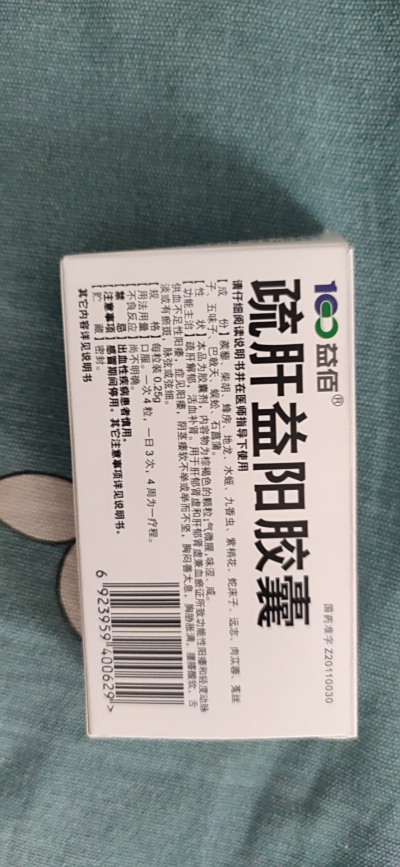 100益佰®
国药准字 Z20110030
疏肝益阳胶囊
请仔细阅读说明书并在医师指导下使用
【成 份】蒺藜、柴胡、蜂房、地龙、水蛭、九香虫、紫梢花、蛇床子、远志、肉苁蓉、菟丝
子、五味子、巴戟天、蜈蚣、石菖蒲。
【性 状】本品为胶囊剂，内容物为棕褐色的颗粒；气微腥，味涩、咸。
【功能主治】疏肝解郁，活血补肾。用于肝郁肾虚和肝郁肾虚兼血瘀证所致功能性阳痿和轻度动脉
供血不足性阳痿，症见阳痿，阴茎痿软不举或举而不坚，胸闷善太息，胸胁胀满，腰膝酸软，舌
淡或有瘀斑，脉弦或弦细。
【规 格】每粒装 0.25g
【用法用量】口服。一次 4 粒，一日 3 次，4 周为一疗程。
【不良反应】尚不明确。
【禁 忌】出血性疾病患者慎用。
【注意事项】感冒期间停用。其它注意事项详见说明书。
【贮 藏】密封。
其它内容详见说明书
6 923959 400629 >